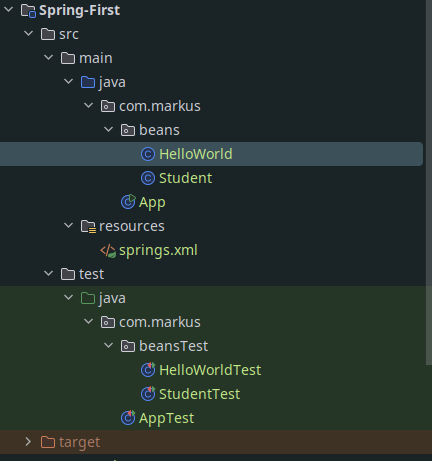 Spring-First
src
main
java
com.markus
beans
HelloWorld
Student
App
resources
springs.xml
test
java
com.markus
beansTest
HelloWorldTest
StudentTest
AppTest
target